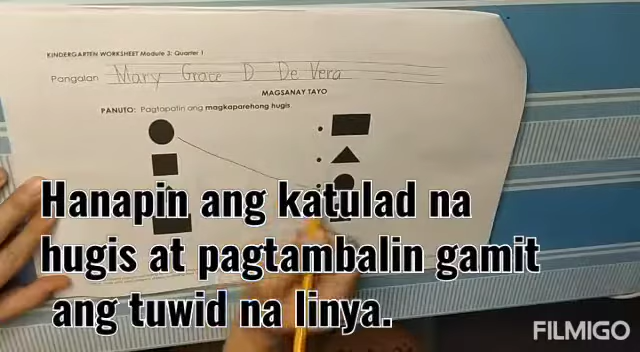 KINDERGARTEN WORKSHEET Module 3: Quarter 1
Pangalan Mary Grace D De Vera
MAGSANAY TAYO
PANUTO: Pagtapatin ang magkaparehong hugis
Hanapin ang katulad na
hugis at pagtambalin gamit
ang tuwid na linya.
FILMIGO